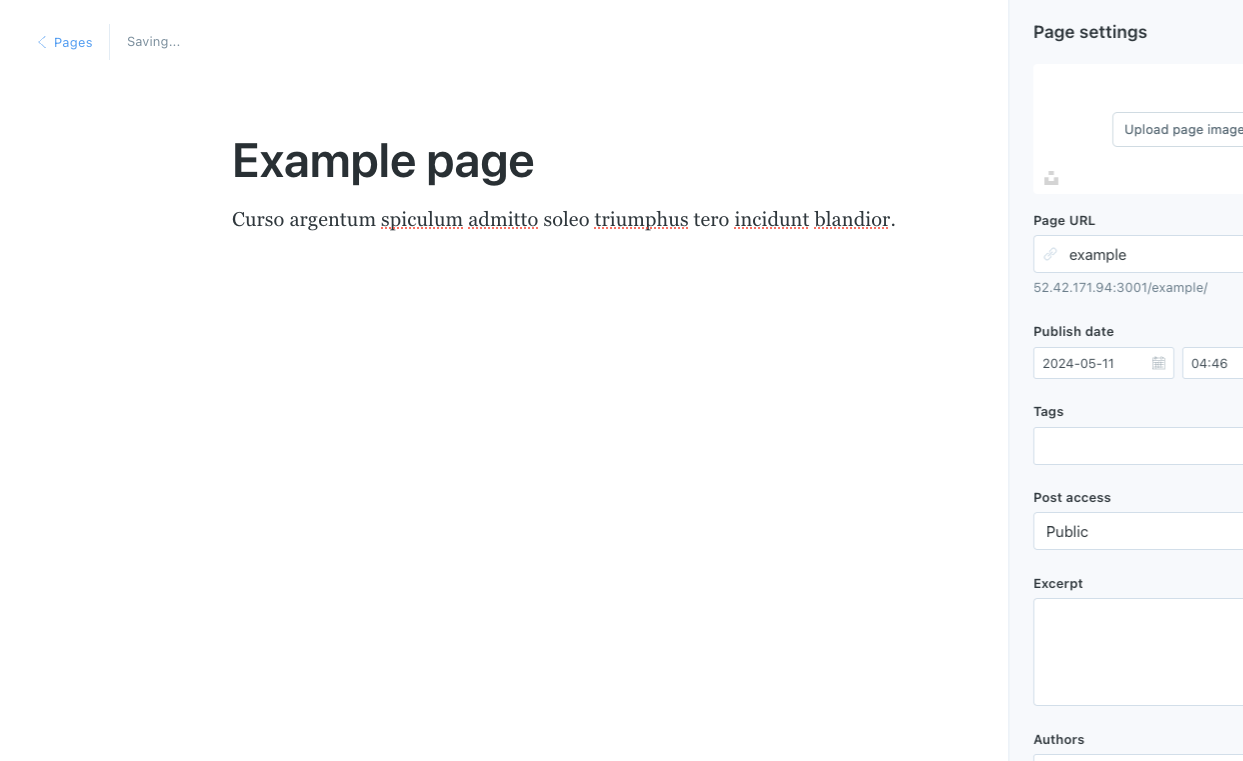 Pages
Saving...
Example page
Curso argentum spiculum admitto soleo triumphus tero incidunt blandior.
Page settings
Upload page image
Page URL
example
52.42.171.94:3001/example/
Publish date
2024-05-11 04:46
Tags
Post access
Public
Excerpt
Authors